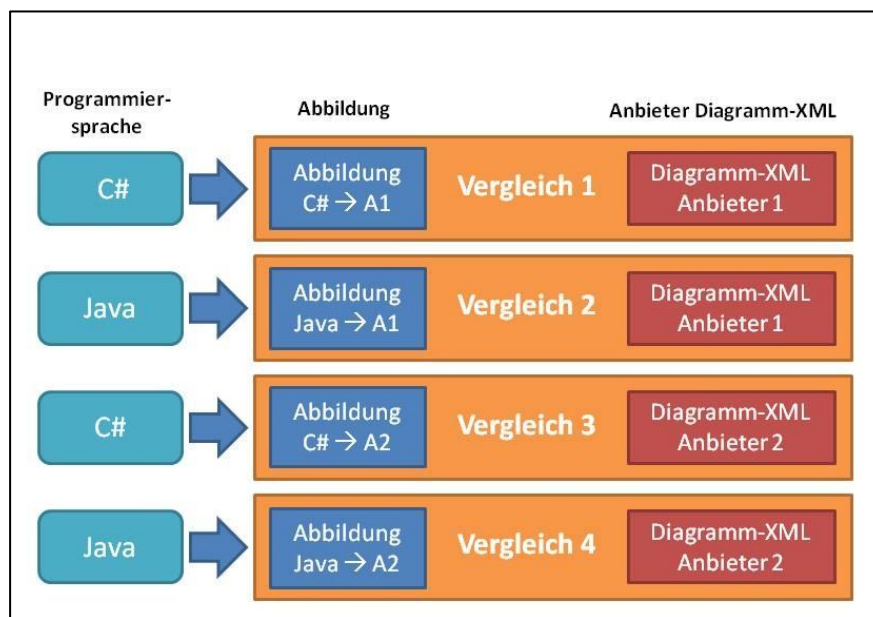 Programmier-
sprache
Abbildung
Anbieter Diagramm-XML
C#
Abbildung
C# → A1
Vergleich 1
Diagramm-XML
Anbieter 1
Java
Abbildung
Java → A1
Vergleich 2
Diagramm-XML
Anbieter 1
C#
Abbildung
C# → A2
Vergleich 3
Diagramm-XML
Anbieter 2
Java
Abbildung
Java → A2
Vergleich 4
Diagramm-XML
Anbieter 2